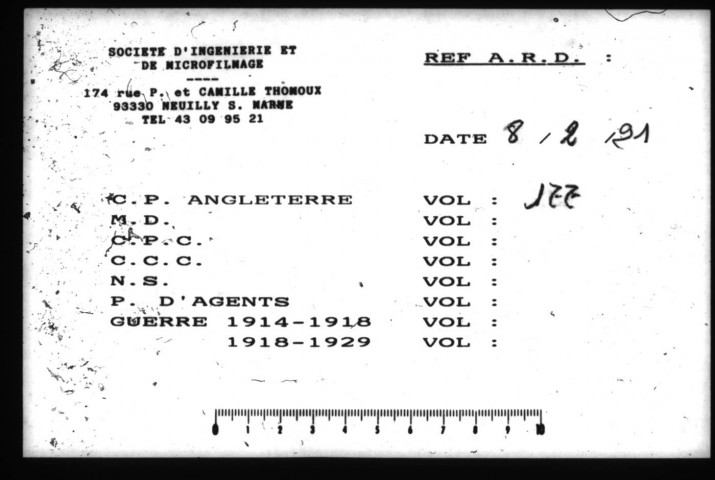 SOCIETE D'INGENIERIE ET
DE MICROFILMAGE
----
174 rue P. et CAMILLE THOMOUX
93330 NEUILLY S. MARNE
TEL 43 09 95 21
REF A.R.D. :
DATE 8 / 2 / 91
C.P. ANGLETERRE VOL : 177
M.D. VOL :
C.P.C. VOL :
C.C.C. VOL :
N.S. VOL :
P. D'AGENTS VOL :
GUERRE 1914-1918 VOL :
1918-1929 VOL :
0 1 2 3 4 5 6 7 8 9 10